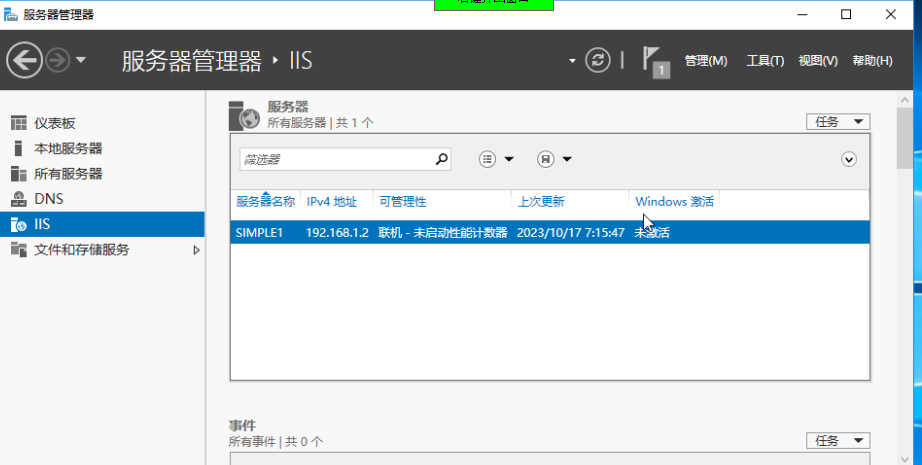 服务器管理器
服务器管理器 · IIS
1
管理(M) 工具(T) 视图(V) 帮助(H)
仪表板
本地服务器
所有服务器
DNS
IIS
文件和存储服务
服务器
所有服务器 | 共 1 个
任务
筛选器
服务器名称 IPv4 地址 可管理性 上次更新 Windows 激活
SIMPLE1 192.168.1.2 联机 - 未启动性能计数器 2023/10/17 7:15:47 未激活
事件
所有事件 | 共 0 个
任务